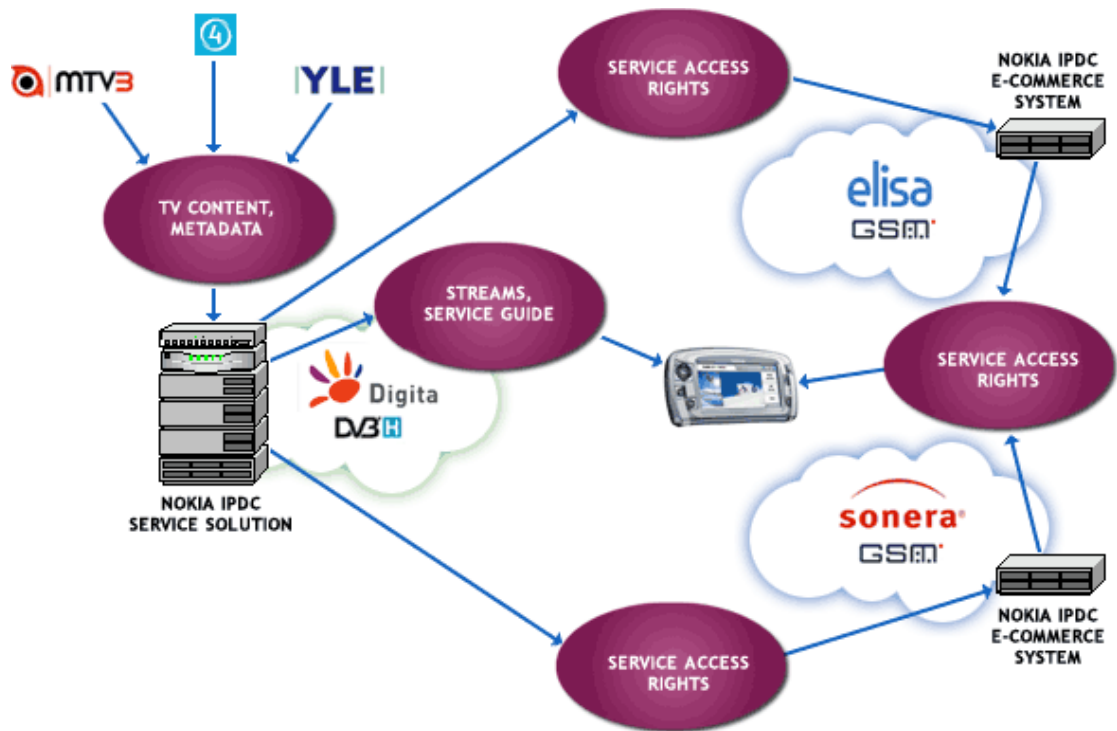 4
MTV3
YLE
TV CONTENT,
METADATA
SERVICE ACCESS
RIGHTS
NOKIA IPDC
E-COMMERCE
SYSTEM
elisa
GSM
STREAMS,
SERVICE GUIDE
Digita
DVB H
NOKIA IPDC
SERVICE SOLUTION
SERVICE ACCESS
RIGHTS
sonera®
GSM
NOKIA IPDC
E-COMMERCE
SYSTEM
SERVICE ACCESS
RIGHTS